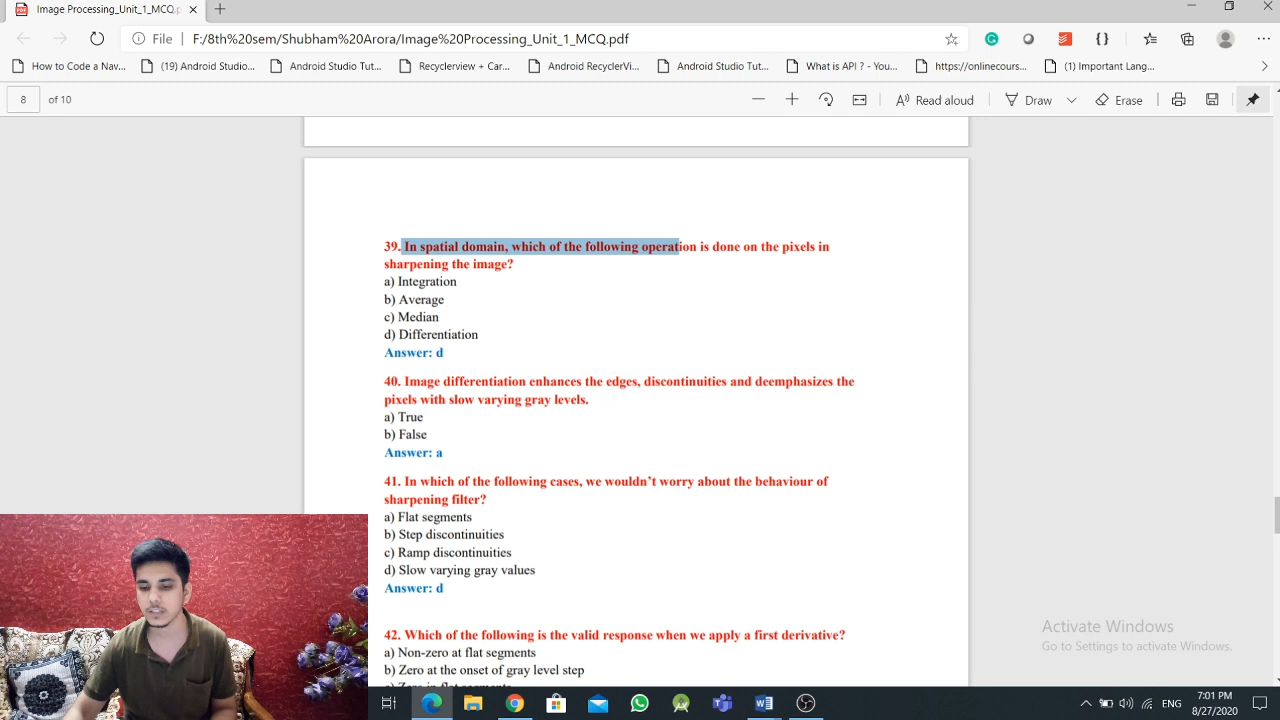 Image Processing_Unit_1_MCQ.p
File F:/8th%20sem/Shubham%20Arora/Image%20Processing_Unit_1_MCQ.pdf
How to Code a Nav... (19) Android Studio... Android Studio Tut... Recyclerview + Car... Android RecyclerVi... Android Studio Tut... What is API ? - You... https://onlinecours... (1) Important Lang...
8 of 10 Read aloud Draw Erase
39. In spatial domain, which of the following operation is done on the pixels in
sharpening the image?
a) Integration
b) Average
c) Median
d) Differentiation
Answer: d
40. Image differentiation enhances the edges, discontinuities and deemphasizes the
pixels with slow varying gray levels.
a) True
b) False
Answer: a
41. In which of the following cases, we wouldn't worry about the behaviour of
sharpening filter?
a) Flat segments
b) Step discontinuities
c) Ramp discontinuities
d) Slow varying gray values
Answer: d
42. Which of the following is the valid response when we apply a first derivative?
a) Non-zero at flat segments
b) Zero at the onset of gray level step
Activate Windows
Go to Settings to activate Windows.
ENG
7:01 PM
8/27/2020